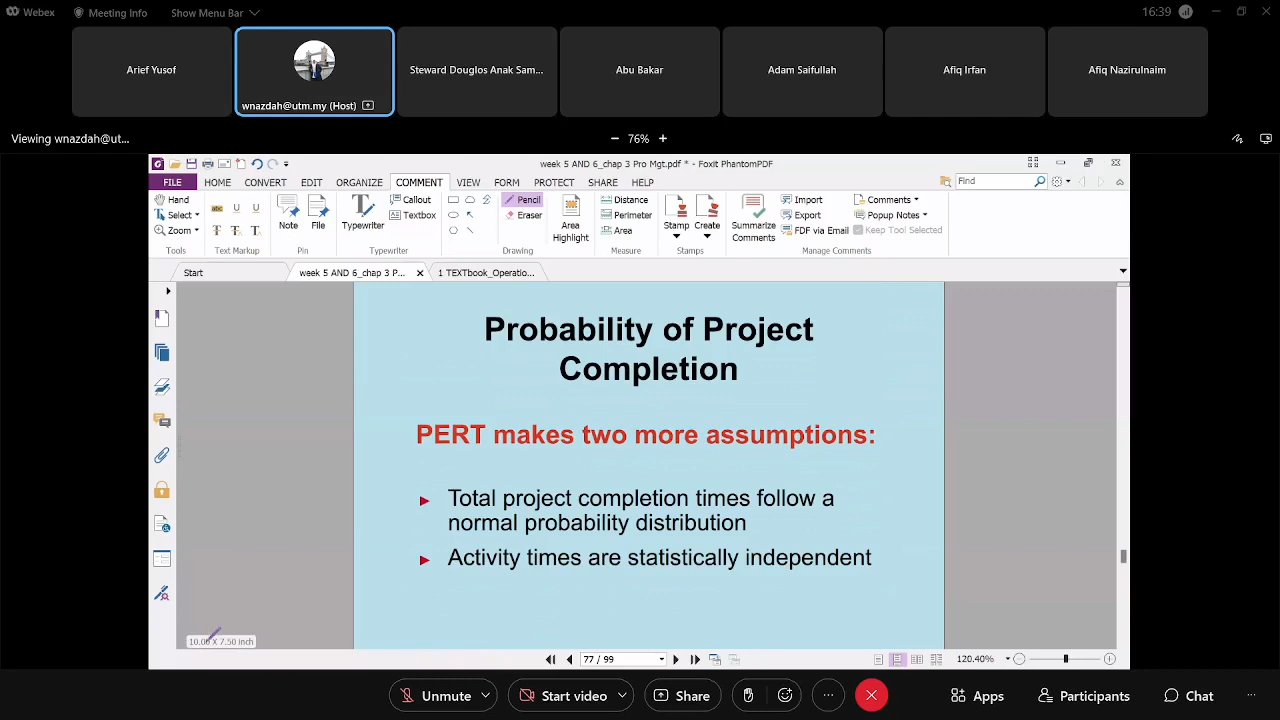 Webex Meeting Info Show Menu Bar 16:39
Arief Yusof
wnazdah@utm.my (Host)
Steward Douglos Anak Sam...
Abu Bakar
Adam Saifullah
Afiq Irfan
Afiq Nazirulnaim
Viewing wnazdah@ut... − 76% +
week 5 AND 6_chap 3 Pro Mgt.pdf * - Foxit PhantomPDF
FILE HOME CONVERT EDIT ORGANIZE COMMENT VIEW FORM PROTECT SHARE HELP Find
Hand
Select
Zoom
Tools
abc U U
T T T
Text Markup
Note File
Pin
Typewriter
Callout
Textbox
Typewriter
Pencil
Eraser
Drawing
Area
Highlight
Distance
Perimeter
Area
Measure
Stamp Create
Stamps
Summarize
Comments
Import
Export
FDF via Email
Comments
Popup Notes
Keep Tool Selected
Manage Comments
Start week 5 AND 6_chap 3 P... 1 TEXTbook_Operatio...
Probability of Project
Completion
PERT makes two more assumptions:
Total project completion times follow a
normal probability distribution
Activity times are statistically independent
10.00 X 7.50 inch
77 / 99 120.40%
Unmute Start video Share Apps Participants Chat